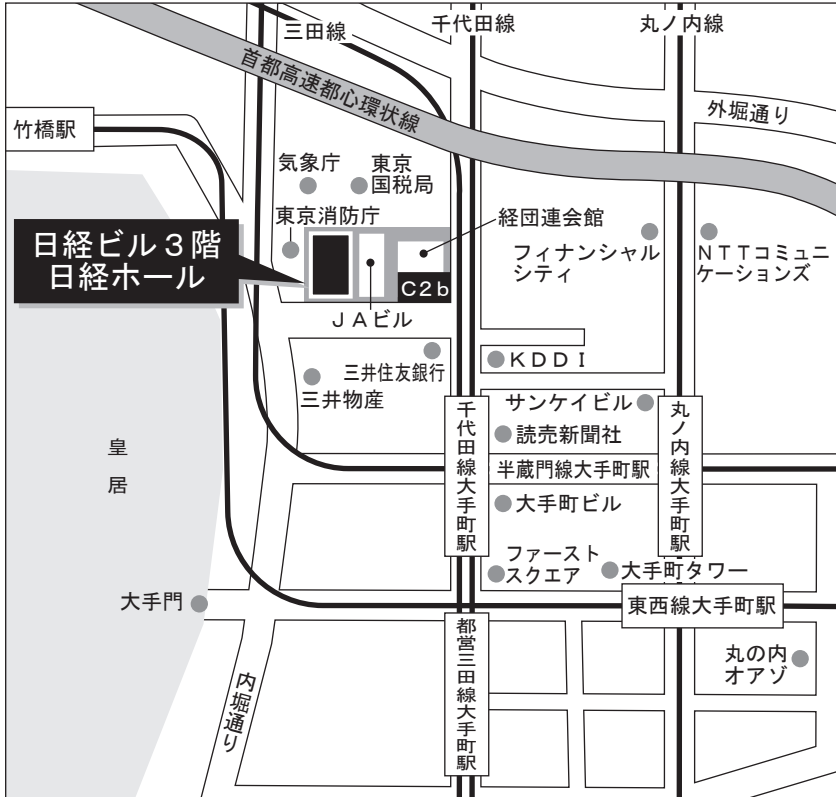 三田線
千代田線
丸ノ内線
首都高速都心環状線
外堀通り
竹橋駅
気象庁
東京
国税局
東京消防庁
経団連会館
日経ビル3階
日経ホール
フィナンシャル
シティ
NTTコミュニ
ケーションズ
C2b
JAビル
KDDI
三井住友銀行
三井物産
サンケイビル
千代田線大手町駅
丸ノ内線大手町駅
読売新聞社
皇居
半蔵門線大手町駅
大手町ビル
ファースト
スクエア
大手町タワー
大手門
東西線大手町駅
都営三田線大手町駅
丸の内
オアゾ
内堀通り